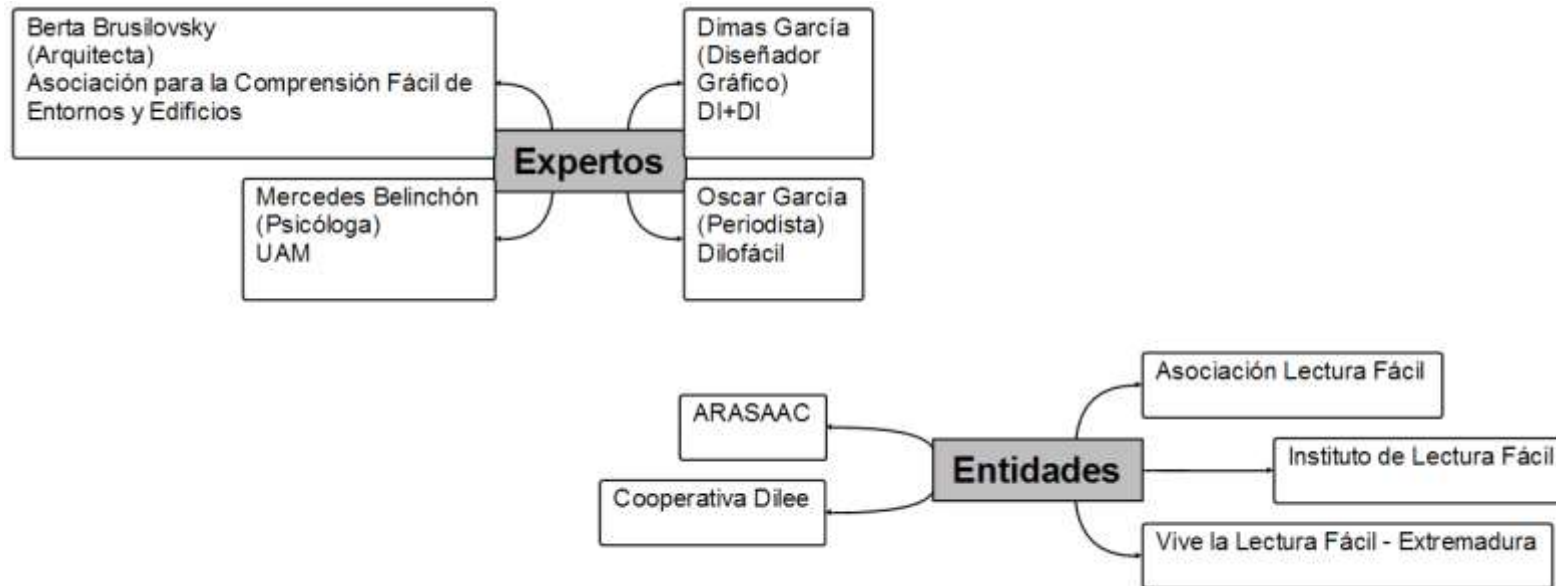 Berta Brusilovsky
(Arquitecta)
Asociación para la Comprensión Fácil de
Entornos y Edificios
Dimas García
(Diseñador
Gráfico)
DI+DI
Expertos
Mercedes Belinchón
(Psicóloga)
UAM
Oscar García
(Periodista)
Dilofácil
Asociación Lectura Fácil
ARASAAC
Entidades
Instituto de Lectura Fácil
Cooperativa Dilee
Vive la Lectura Fácil - Extremadura